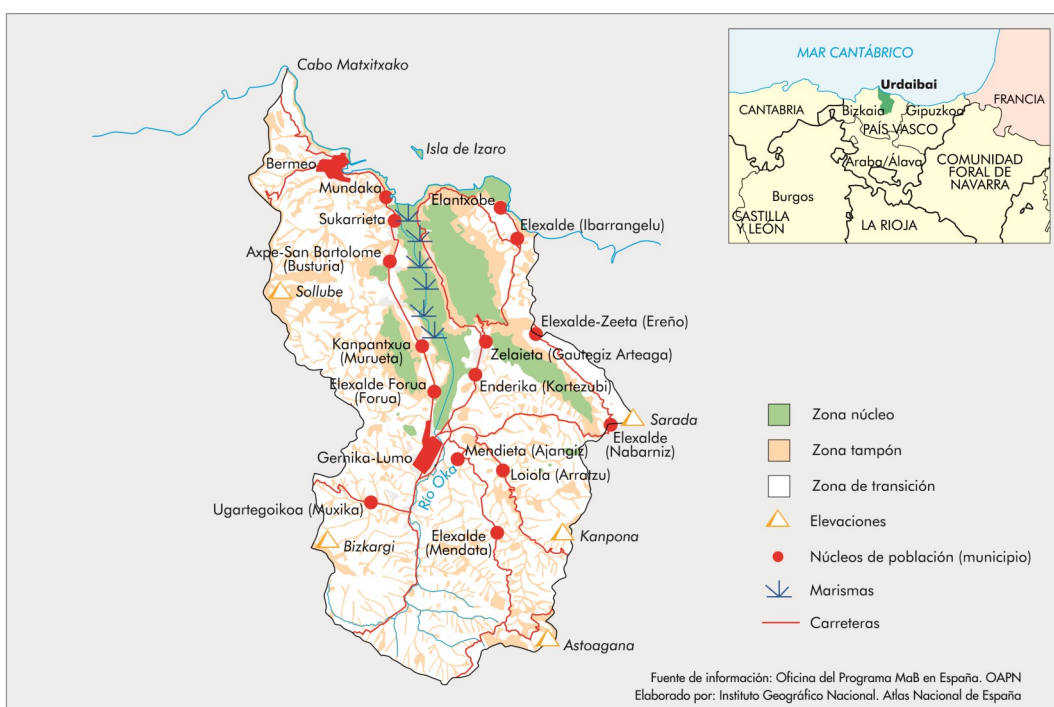 Cabo Matxitxako
Isla de Izaro
Bermeo
Mundaka
Elantxobe
Sukarrieta
Elexalde (Ibarrangelu)
Axpe-San Bartolome
(Busturia)
Sollube
Elexalde-Zeeta (Ereño)
Kanpantxua
(Murueta)
Zelaieta (Gautegiz Arteaga)
Elexalde Forua
(Forua)
Enderika (Kortezubi)
Sarada
Elexalde
(Nabarniz)
Gernika-Lumo
Mendieta (Ajangiz)
Loiola (Arratzu)
Río Oka
Ugartegoikoa (Muxika)
Elexalde
(Mendata)
Kanpona
Bizkargi
Astoagana
MAR CANTÁBRICO
Urdaibai
FRANCIA
CANTABRIA
Bizkaia
Gipuzkoa
PAÍS VASCO
Araba/Álava
COMUNIDAD
FORAL DE
NAVARRA
Burgos
CASTILLA
Y LEÓN
LA RIOJA
Zona núcleo
Zona tampón
Zona de transición
Elevaciones
Núcleos de población (municipio)
Marismas
Carreteras
Fuente de información: Oficina del Programa MaB en España. OAPN
Elaborado por: Instituto Geográfico Nacional. Atlas Nacional de España